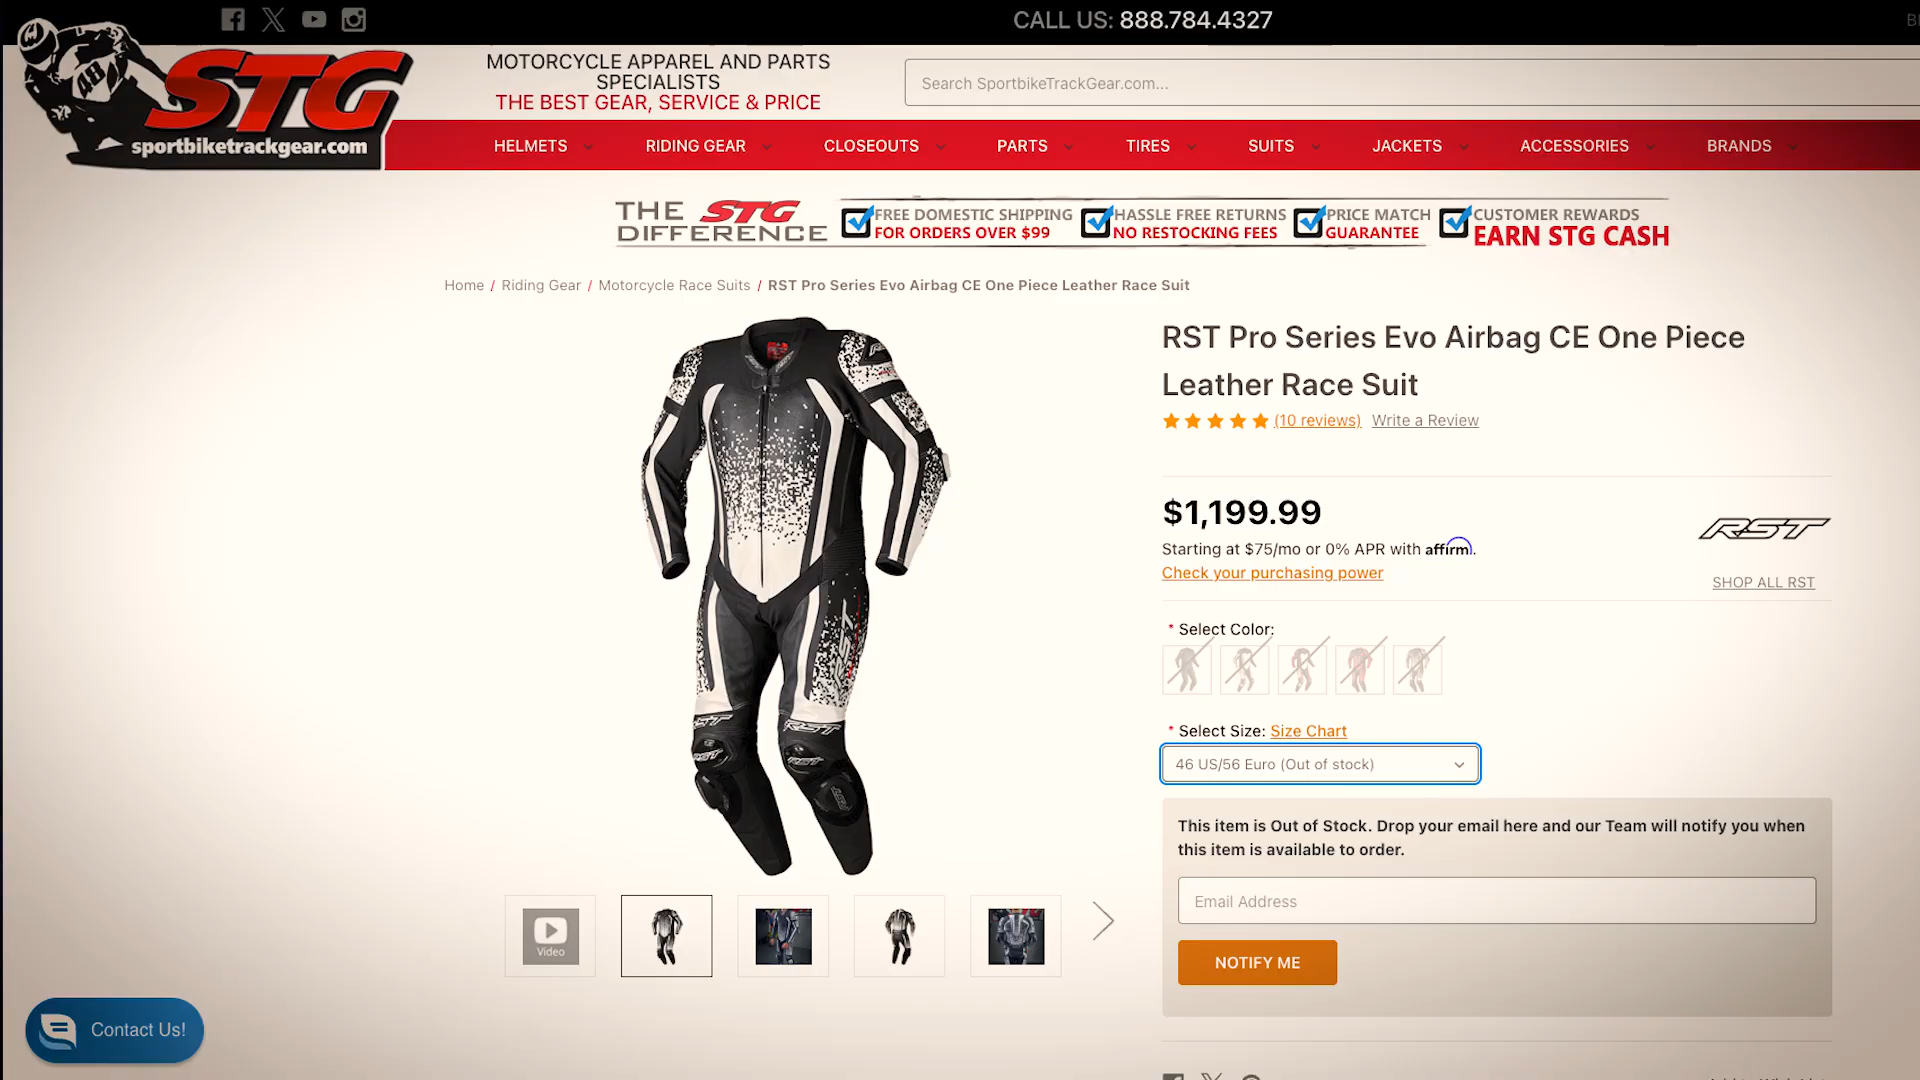 CALL US: 888.784.4327
STG
sportbiketrackgear.com
MOTORCYCLE APPAREL AND PARTS
SPECIALISTS
THE BEST GEAR, SERVICE & PRICE
Search SportbikeTrackGear.com...
HELMETS RIDING GEAR CLOSEOUTS PARTS TIRES SUITS JACKETS ACCESSORIES BRANDS
THE STG DIFFERENCE
FREE DOMESTIC SHIPPING
FOR ORDERS OVER $99
HASSLE FREE RETURNS
NO RESTOCKING FEES
PRICE MATCH
GUARANTEE
CUSTOMER REWARDS
EARN STG CASH
Home / Riding Gear / Motorcycle Race Suits / RST Pro Series Evo Airbag CE One Piece Leather Race Suit
RST Pro Series Evo Airbag CE One Piece
Leather Race Suit
(10 reviews) Write a Review
$1,199.99
Starting at $75/mo or 0% APR with affirm.
Check your purchasing power
RST
SHOP ALL RST
* Select Color:
* Select Size: Size Chart
46 US/56 Euro (Out of stock)
This item is Out of Stock. Drop your email here and our Team will notify you when
this item is available to order.
Email Address
NOTIFY ME
RST
RST
RST
RST
RST
Video
Contact Us!